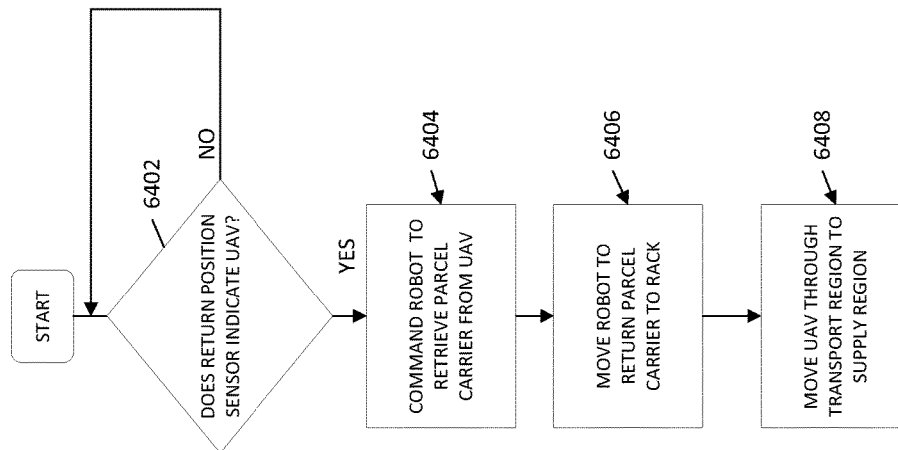 START
6402
DOES RETURN POSITION
SENSOR INDICATE UAV?
NO
YES
6404
COMMAND ROBOT TO
RETRIEVE PARCEL
CARRIER FROM UAV
6406
MOVE ROBOT TO
RETURN PARCEL
CARRIER TO RACK
6408
MOVE UAV THROUGH
TRANSPORT REGION TO
SUPPLY REGION